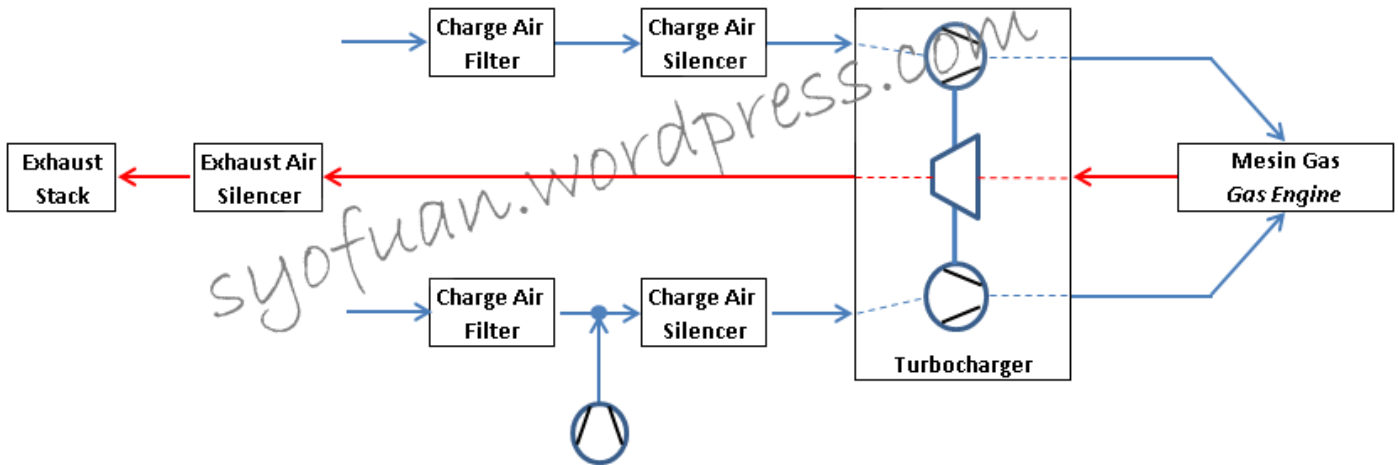 Charge Air
Filter
Charge Air
Silencer
Exhaust
Stack
Exhaust Air
Silencer
Mesin Gas
Gas Engine
syofuan.wordpress.com
Charge Air
Filter
Charge Air
Silencer
Turbocharger